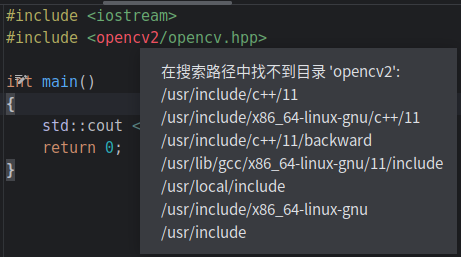 #include <iostream>
#include <opencv2/opencv.hpp>
int main()
{
std::cout <
return 0;
}
在搜索路径中找不到目录 'opencv2':
/usr/include/c++/11
/usr/include/x86_64-linux-gnu/c++/11
/usr/include/c++/11/backward
/usr/lib/gcc/x86_64-linux-gnu/11/include
/usr/local/include
/usr/include/x86_64-linux-gnu
/usr/include